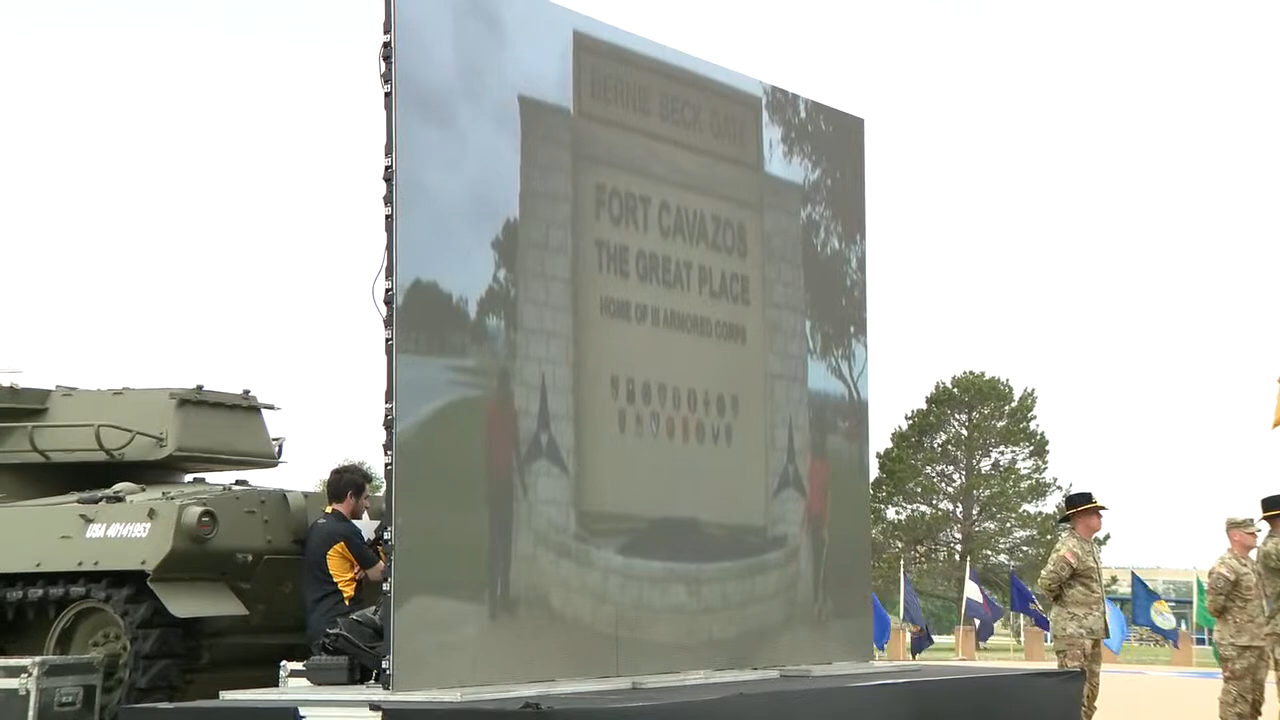 BERNIE BECK GATE
FORT CAVAZOS
THE GREAT PLACE
HOME OF III ARMORED CORPS
USA 40141953